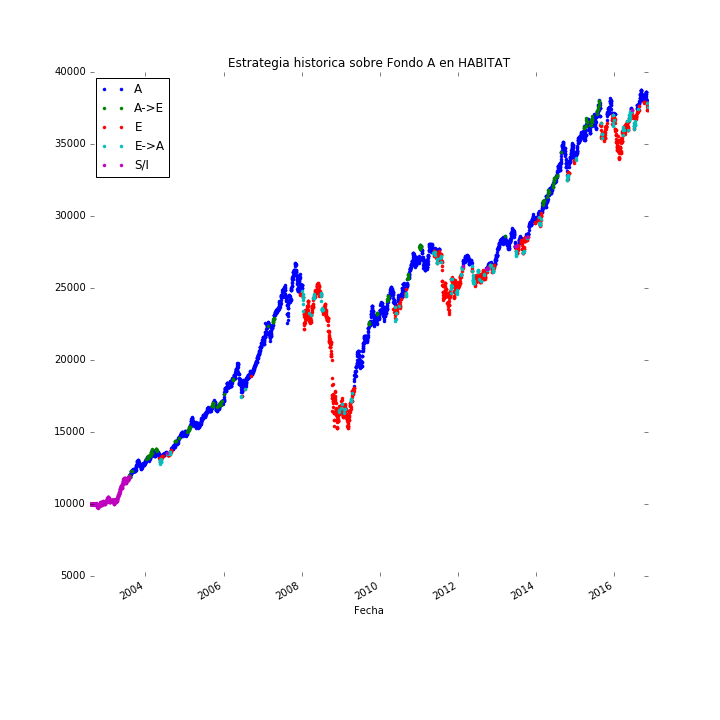 Estrategia historica sobre Fondo A en HABITAT
40000
35000
30000
25000
20000
15000
10000
5000
A
A->E
E
E->A
S/I
2004
2006
2008
2010
2012
2014
2016
Fecha